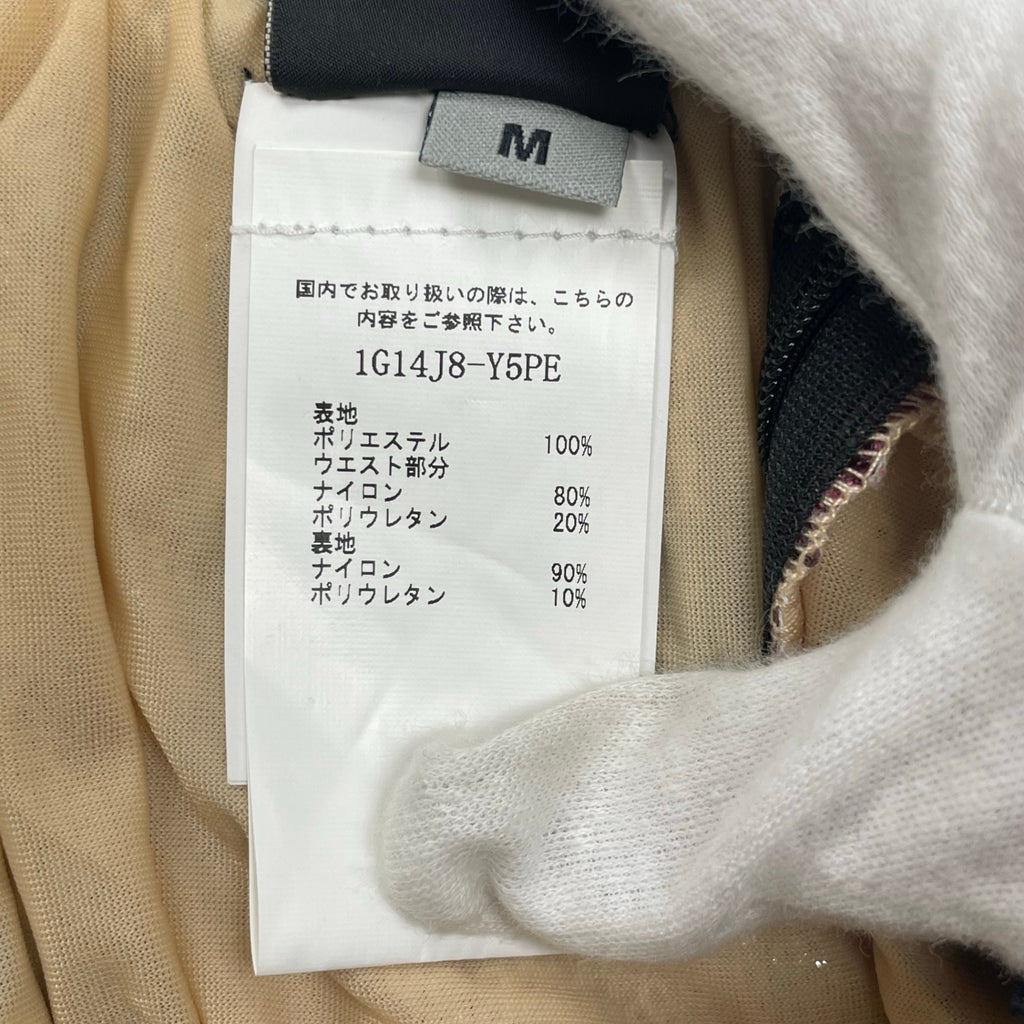 M
国内でお取り扱いの際は、こちらの
内容をご参照下さい。
1G14J8-Y5PE
表地
ポリエステル 100%
ウエスト部分
ナイロン 80%
ポリウレタン 20%
裏地
ナイロン 90%
ポリウレタン 10%